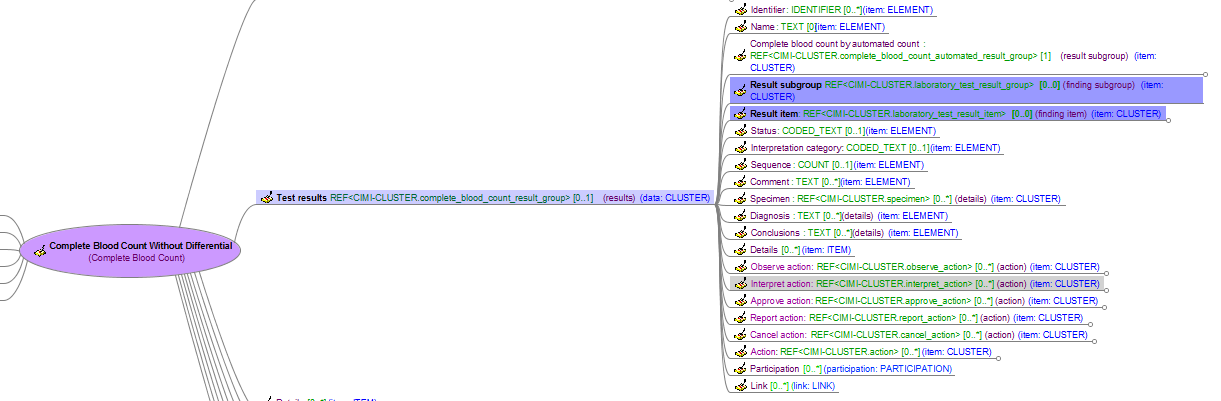 Identifier: IDENTIFIER [0..*](item: ELEMENT)
Name : TEXT [0](item: ELEMENT)
Complete blood count by automated count :
REF<CIMI-CLUSTER.complete_blood_count_automated_result_group> [1] (result subgroup) (item:
CLUSTER)
Result subgroup REF<CIMI-CLUSTER.laboratory_test_result_group> [0..0] (finding subgroup) (item:
CLUSTER)
Result item: REF<CIMI-CLUSTER.laboratory_test_result_item> [0..0] (finding item) (item: CLUSTER)
Status: CODED_TEXT [0..1](item: ELEMENT)
Interpretation category: CODED_TEXT [0..1](item: ELEMENT)
Sequence : COUNT [0..1](item: ELEMENT)
Comment : TEXT [0..*](item: ELEMENT)
Test results REF<CIMI-CLUSTER.complete_blood_count_result_group> [0..1] (results) (data: CLUSTER)
Specimen : REF<CIMI-CLUSTER.specimen> [0..*] (details) (item: CLUSTER)
Diagnosis : TEXT [0..*](details) (item: ELEMENT)
Conclusions : TEXT [0..*](details) (item: ELEMENT)
Complete Blood Count Without Differential
(Complete Blood Count)
Details [0..*] (item: ITEM)
Observe action: REF<CIMI-CLUSTER.observe_action> [0..*] (action) (item: CLUSTER)
Interpret action: REF<CIMI-CLUSTER.interpret_action> [0..*] (action) (item: CLUSTER)
Approve action: REF<CIMI-CLUSTER.approve_action> [0..*] (action) (item: CLUSTER)
Report action: REF<CIMI-CLUSTER.report_action> [0..*] (action) (item: CLUSTER)
Cancel action: REF<CIMI-CLUSTER.cancel_action> [0..*] (action) (item: CLUSTER)
Action: REF<CIMI-CLUSTER.action> [0..*] (item: CLUSTER)
Participation [0..*] (participation: PARTICIPATION)
Link [0..*] (link: LINK)